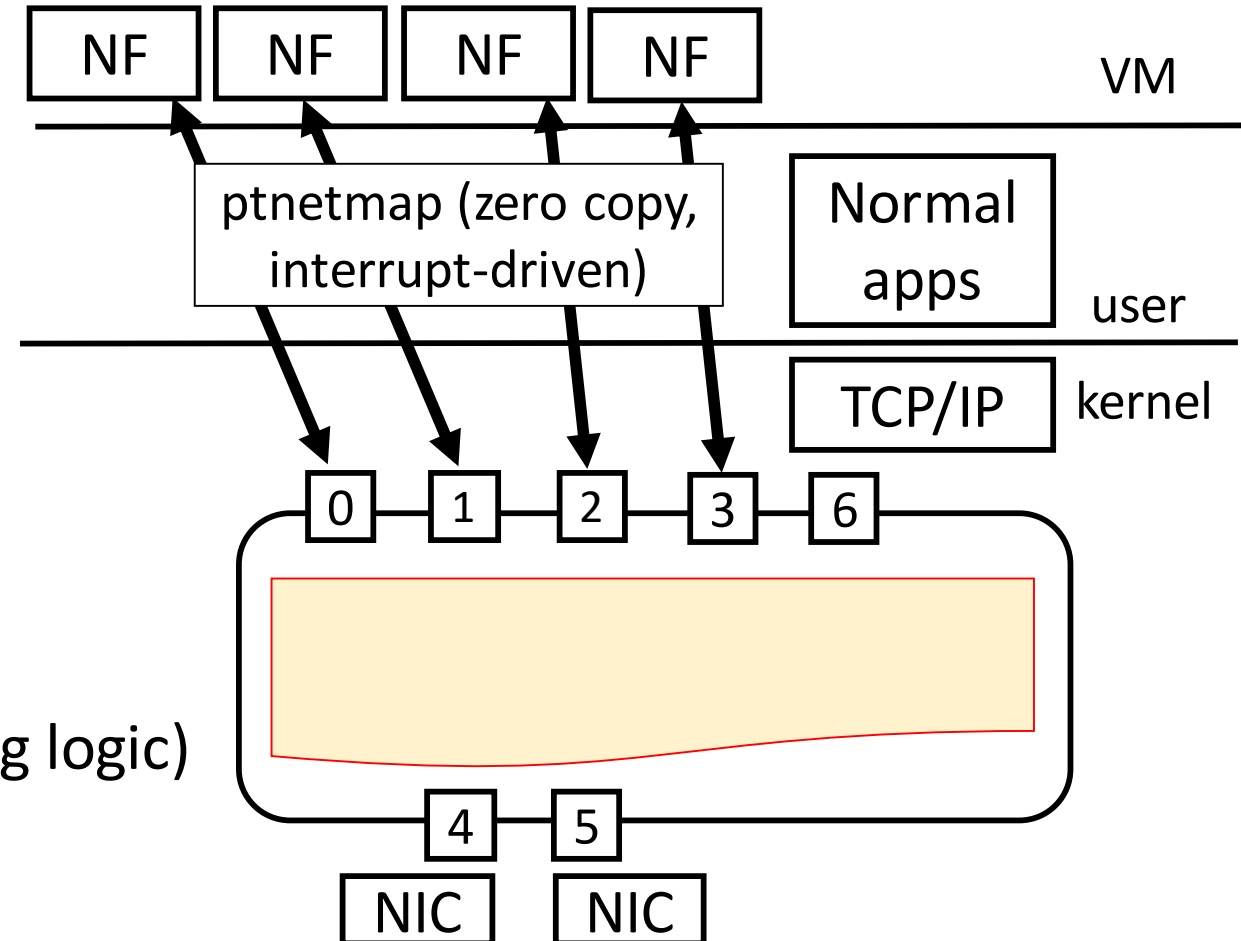 NF NF NF NF
VM
ptnetmap (zero copy,
interrupt-driven)
Normal
apps
user
TCP/IP
kernel
0 1 2 3 6
g logic)
4 5
NIC NIC